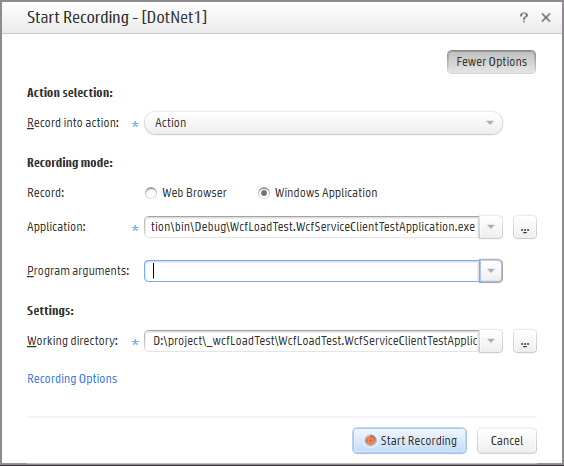 Start Recording - [DotNet1] ? ×
Fewer Options
Action selection:
Record into action: * Action
Recording mode:
Record: Web Browser Windows Application
Application: * tion\bin\Debug\WcfLoadTest.WcfServiceClientTestApplication.exe ...
Program arguments:
Settings:
Working directory: * D:\project\_wcfLoadTest\WcfLoadTest.WcfServiceClientTestApplic ...
Recording Options
Start Recording Cancel